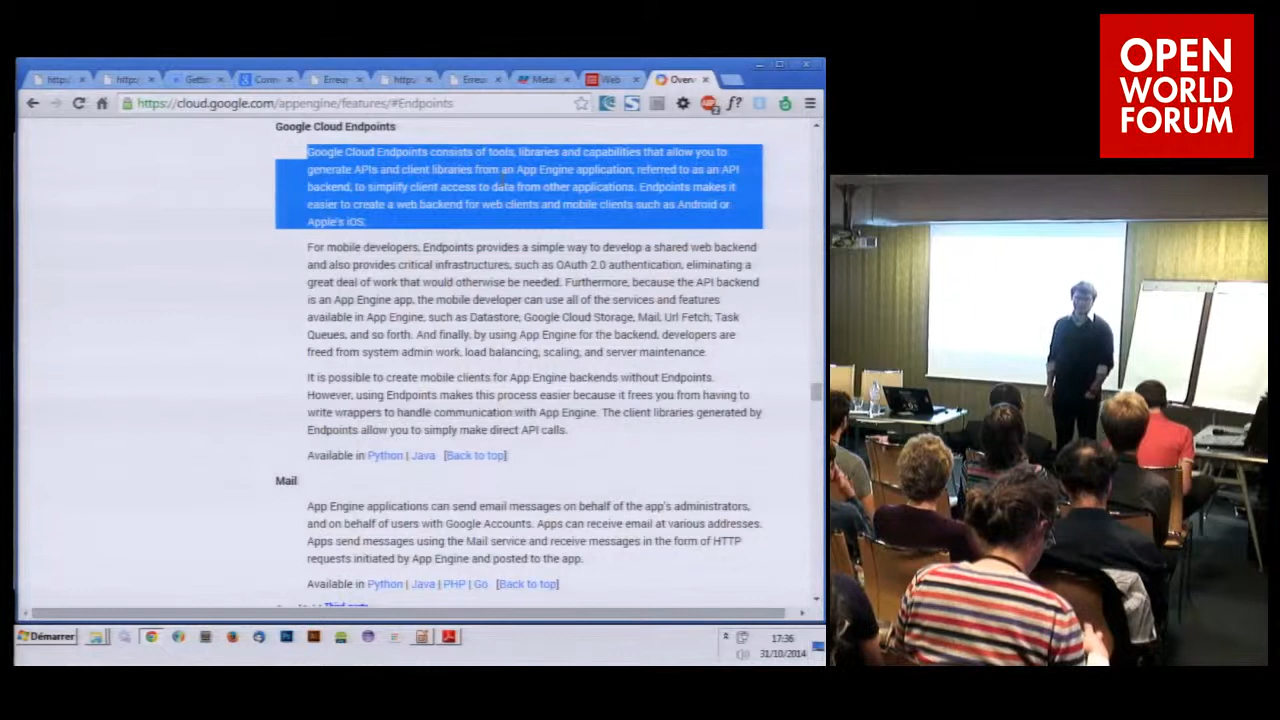 OPEN
WORLD
FORUM
https://cloud.google.com/appengine/features/#Endpoints
Google Cloud Endpoints
Google Cloud Endpoints consists of tools, libraries and capabilities that allow you to
generate APIs and client libraries from an App Engine application, referred to as an API
backend, to simplify client access to data from other applications. Endpoints makes it
easier to create a web backend for web clients and mobile clients such as Android or
Apple's iOS.
For mobile developers, Endpoints provides a simple way to develop a shared web backend
and also provides critical infrastructures, such as OAuth 2.0 authentication, eliminating a
great deal of work that would otherwise be needed. Furthermore, because the API backend
is an App Engine app, the mobile developer can use all of the services and features
available in App Engine, such as Datastore, Google Cloud Storage, Mail, Url Fetch, Task
Queues, and so forth. And finally, by using App Engine for the backend, developers are
freed from system admin work, load balancing, scaling, and server maintenance.
It is possible to create mobile clients for App Engine backends without Endpoints.
However, using Endpoints makes this process easier because it frees you from having to
write wrappers to handle communication with App Engine. The client libraries generated by
Endpoints allow you to simply make direct API calls.
Available in Python | Java [Back to top]
Mail
App Engine applications can send email messages on behalf of the app's administrators,
and on behalf of users with Google Accounts. Apps can receive email at various addresses.
Apps send messages using the Mail service and receive messages in the form of HTTP
requests initiated by App Engine and posted to the app.
Available in Python | Java | PHP | Go [Back to top]
Démarrer
17:36
31/10/2014